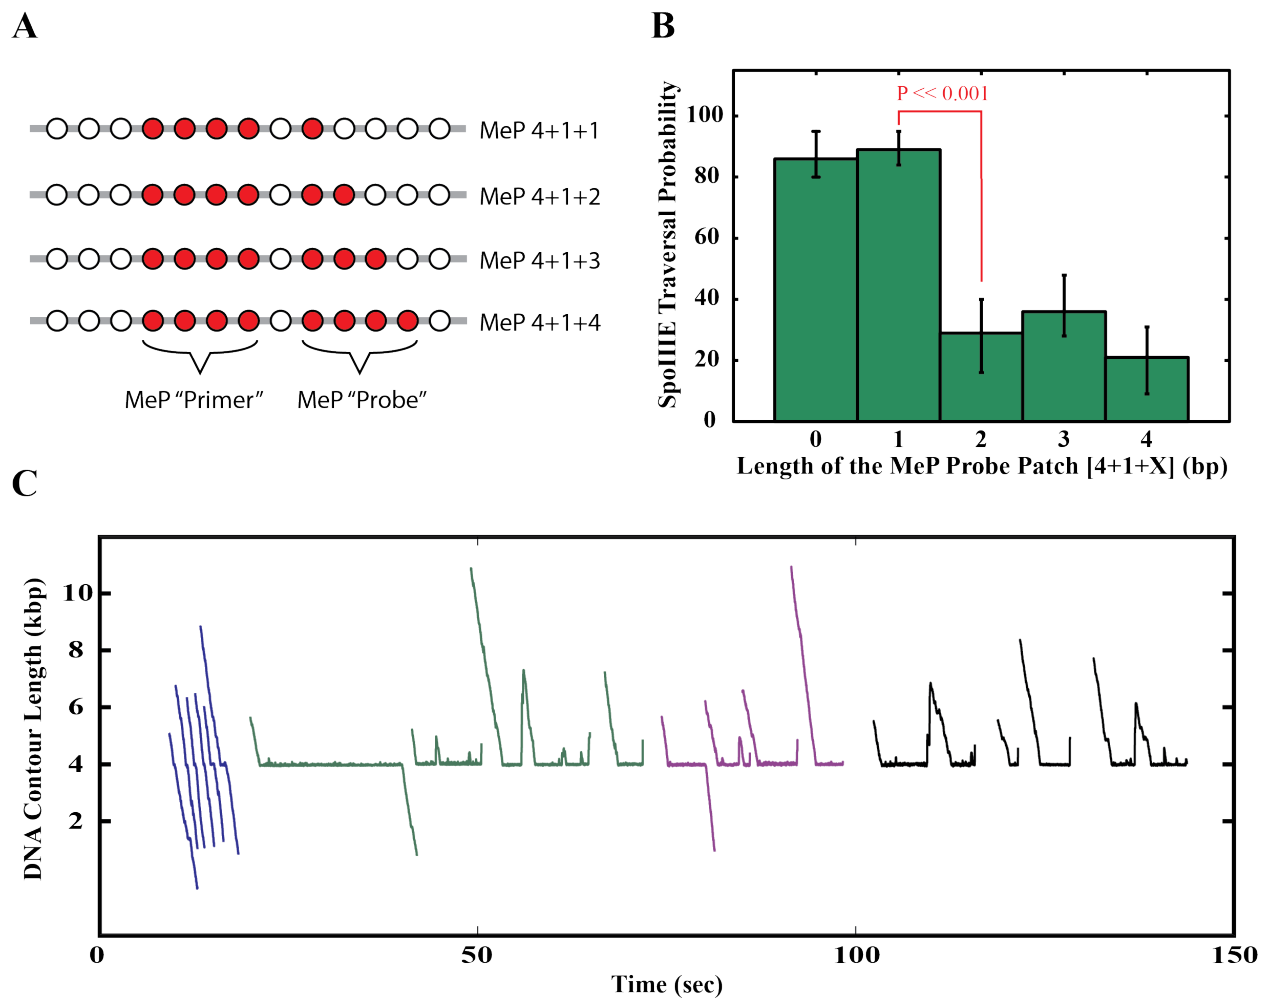 A
MeP 4+1+1
MeP 4+1+2
MeP 4+1+3
MeP 4+1+4
MeP “Primer”
MeP “Probe”
B
SpoIIIE Traversal Probability
100
80
60
40
20
0
P << 0.001
0 1 2 3 4
Length of the MeP Probe Patch [4+1+X] (bp)
C
DNA Contour Length (kbp)
10
8
6
4
2
0 50 100 150
Time (sec)